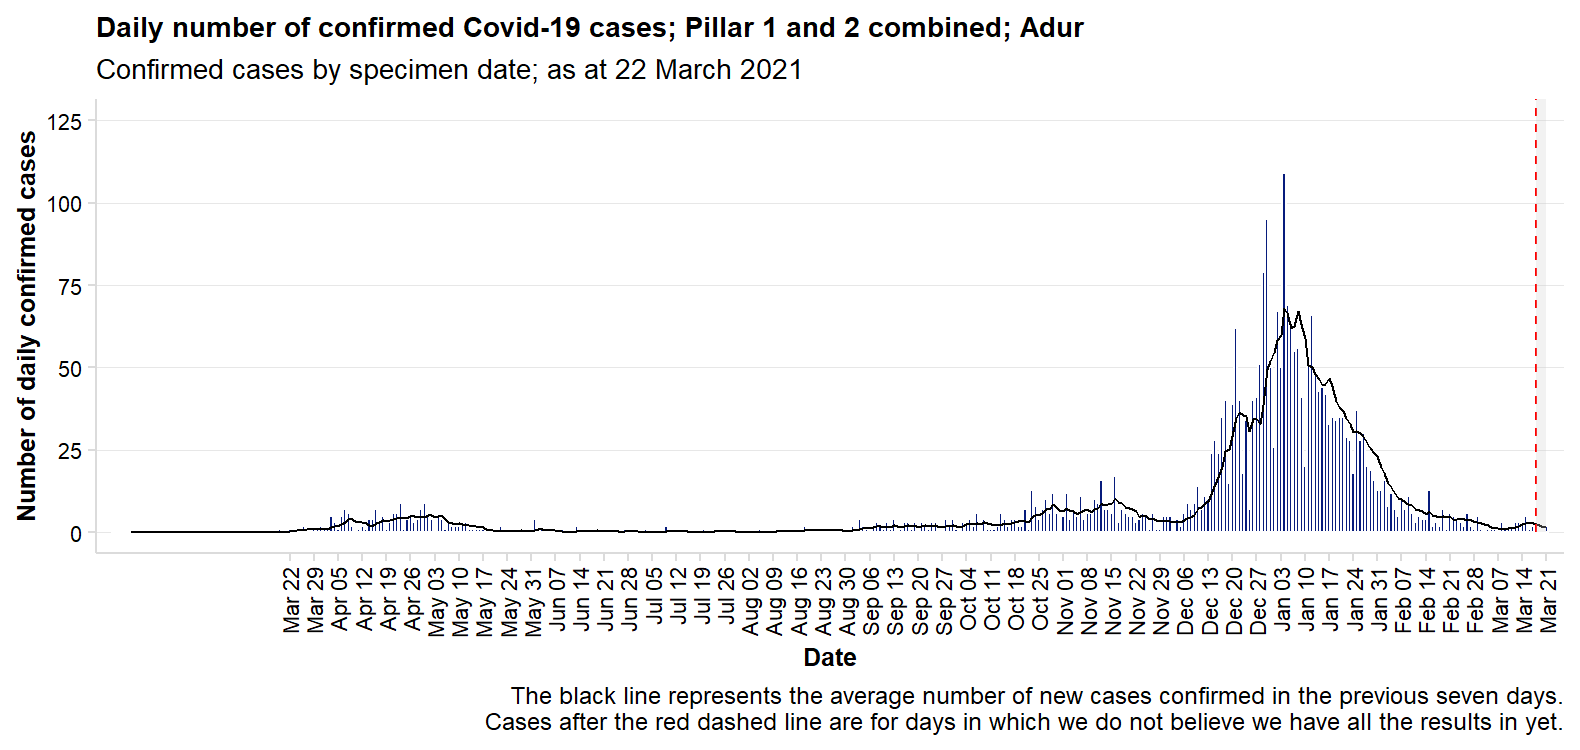 Daily number of confirmed Covid-19 cases; Pillar 1 and 2 combined; Adur
Confirmed cases by specimen date; as at 22 March 2021
Number of daily confirmed cases
125
100
75
50
25
0
Mar 22
Mar 29
Apr 05
Apr 12
Apr 19
Apr 26
May 03
May 10
May 17
May 24
May 31
Jun 07
Jun 14
Jun 21
Jun 28
Jul 05
Jul 12
Jul 19
Jul 26
Aug 02
Aug 09
Aug 16
Aug 23
Aug 30
Sept 06
Sept 13
Sept 20
Sept 27
Oct 04
Oct 11
Oct 18
Oct 25
Nov 01
Nov 08
Nov 15
Nov 22
Nov 29
Dec 06
Dec 13
Dec 20
Dec 27
Jan 03
Jan 10
Jan 17
Jan 24
Jan 31
Feb 07
Feb 14
Feb 21
Feb 28
Mar 07
Mar 14
Mar 21
Date
The black line represents the average number of new cases confirmed in the previous seven days.
Cases after the red dashed line are for days in which we do not believe we have all the results in yet.